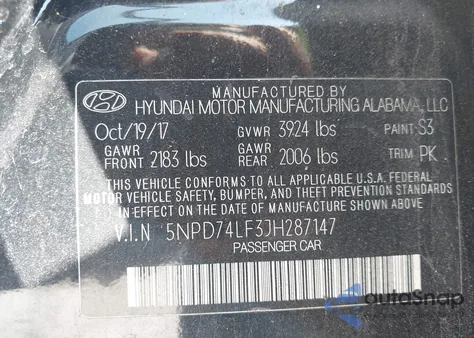 MANUFACTURED BY
HYUNDAI MOTOR MANUFACTURING ALABAMA, LLC
Oct/19/17 GVWR 3924 lbs PAINT S3
GAWR FRONT 2183 lbs GAWR REAR 2006 lbs TRIM PK
THIS VEHICLE CONFORMS TO ALL APPLICABLE U.S.A. FEDERAL
MOTOR VEHICLE SAFETY, BUMPER, AND THEFT PREVENTION STANDARDS
IN EFFECT ON THE DATE OF MANUFACTURE SHOWN ABOVE.
V.I.N 5NPD74LF3JH287147
PASSENGER CAR
autoSnap